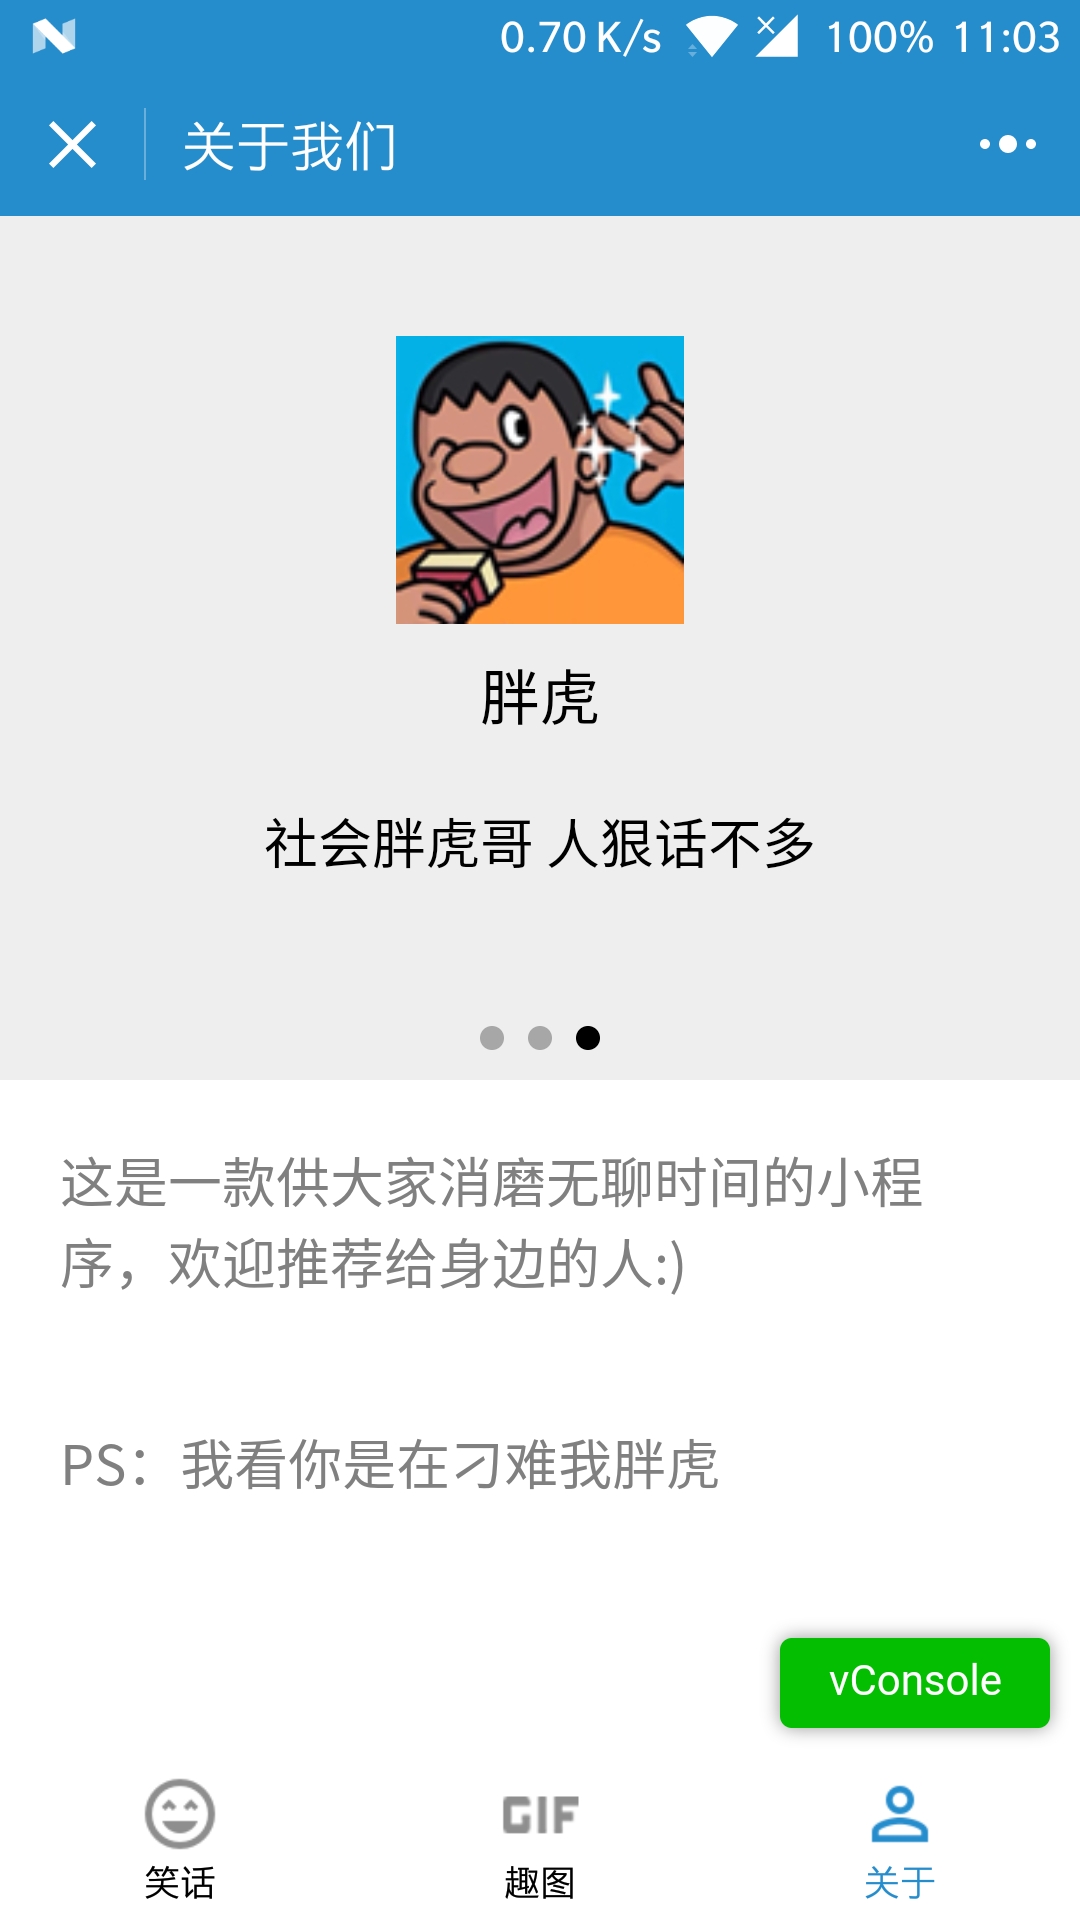 0.70 K/s 100% 11:03
关于我们
胖虎
社会胖虎哥 人狠话不多
这是一款供大家消磨无聊时间的小程
序，欢迎推荐给身边的人:)
PS：我看你是在刁难我胖虎
vConsole
GIF
笑话 趣图 关于